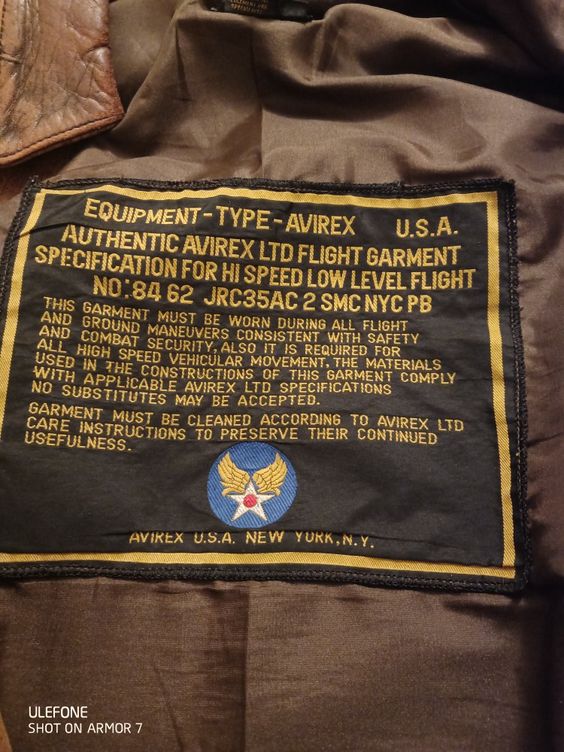 EQUIPMENT-TYPE-AVIREX U.S.A.
AUTHENTIC AVIREX LTD FLIGHT GARMENT
SPECIFICATION FOR HI SPEED LOW LEVEL FLIGHT
NO.:84 62 JRC35AC 2 SMC NYC PB
THIS GARMENT MUST BE WORN DURING ALL FLIGHT
AND GROUND MANEUVERS CONSISTENT WITH SAFETY
AND COMBAT SECURITY, ALSO IT IS REQUIRED FOR
ALL HIGH SPEED VEHICULAR MOVEMENT, THE MATERIALS
USED IN THE CONSTRUCTIONS OF THIS GARMENT COMPLY
WITH APPLICABLE AVIREX LTD SPECIFICATIONS
NO SUBSTITUTES MAY BE ACCEPTED.
GARMENT MUST BE CLEANED ACCORDING TO AVIREX LTD
CARE INSTRUCTIONS TO PRESERVE THEIR CONTINUED
USEFULNESS.
AVIREX U.S.A. NEW YORK, N.Y.
ULEFONE
SHOT ON ARMOR 7